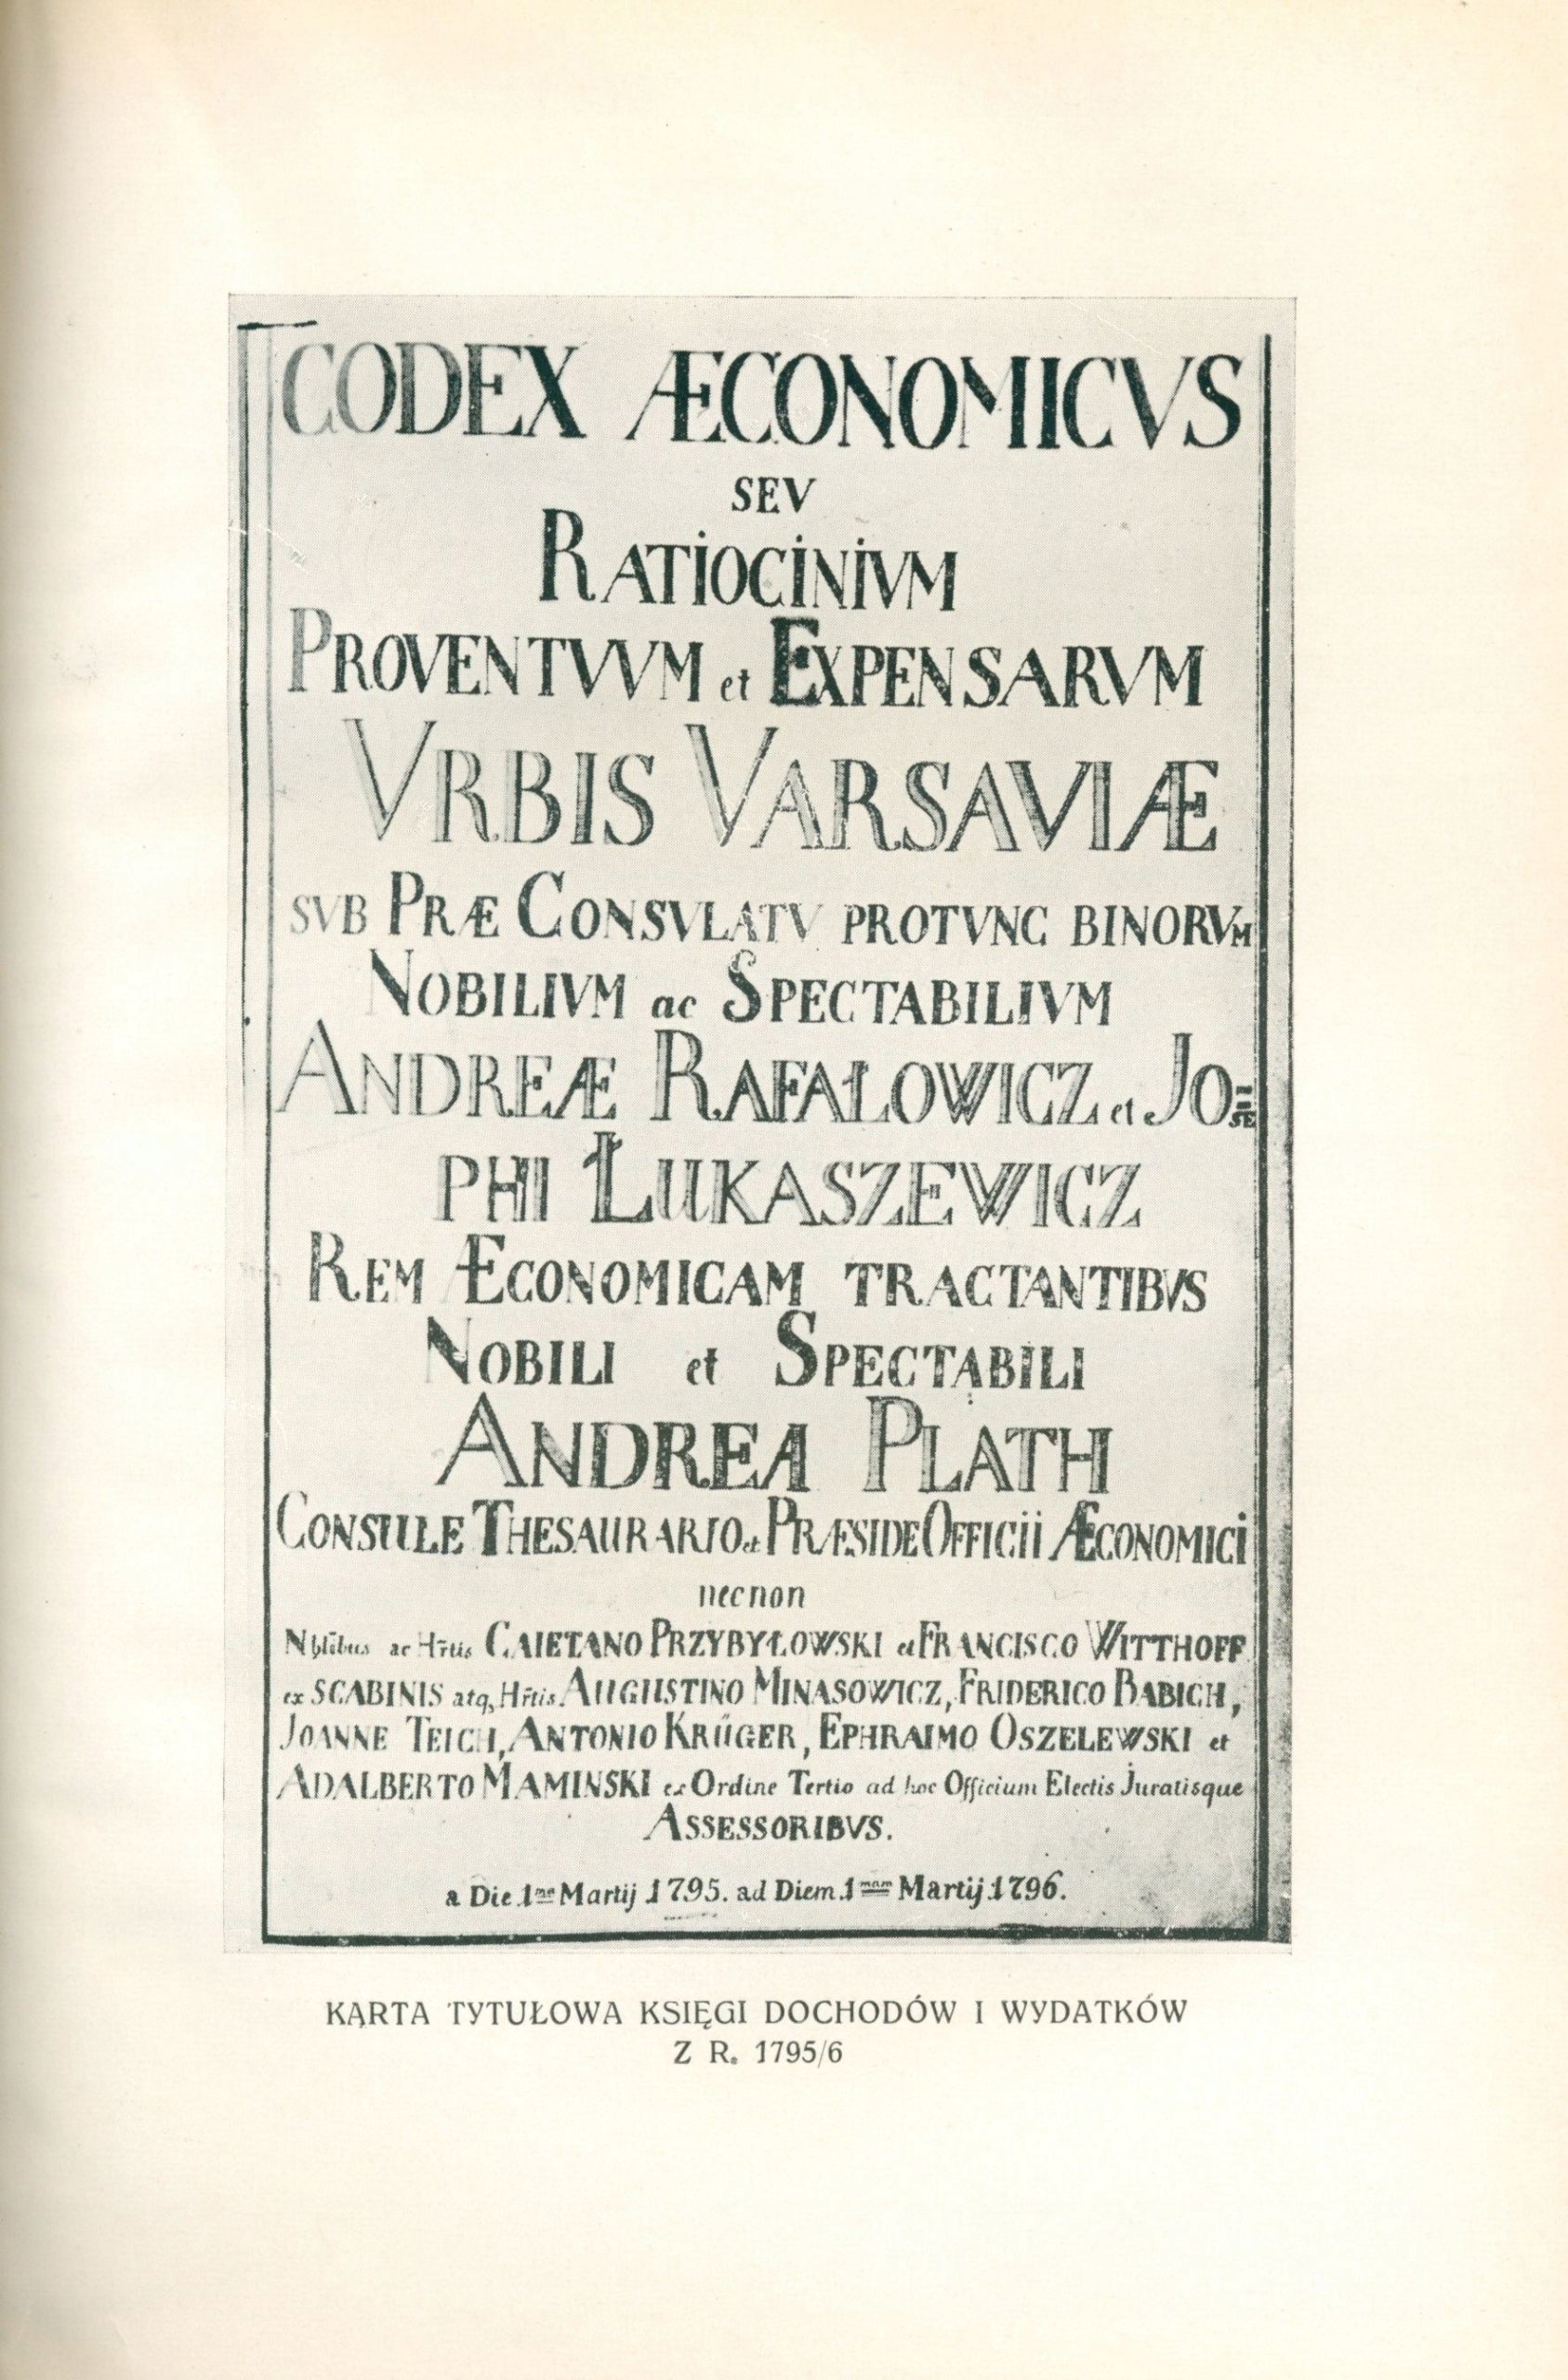 CODEX ÆCONOMICVS
SEV
RATIOCINIVM
PROVENTVVM et EXPENSARVM
VRBIS VARSAVIÆ
SVB PRÆ CONSVLATV PROTVNC BINORVM
NOBILIVM ac SPECTABILIVM
ANDREÆ RAFAŁOWICZ et JOSE=
PHI ŁUKASZEWICZ
REM ÆCONOMICAM TRACTANTIBVS
NOBILI et SPECTABILI
ANDREA PLATH
CONSULE THESAURARIO et PRÆSIDE OFFICII ÆCONOMICI
necnon
Nblibus ac Hr̃tis CAIETANO PRZYBYŁOWSKI et FRANCISCO WITTHOFF
ex SCABINIS atq, Hr̃tis AUGUSTINO MINASOWICZ, FRIDERICO BABICH,
JOANNE TEICH, ANTONIO KRÜGER, EPHRAIMO OSZELEWSKI et
ADALBERTO MAMINSKI ex Ordine Tertio ad hoc Officium Electis Juratisque
ASSESSORIBVS.
a Die 1ma Martij 1795. ad Diem 1mam Martij 1796.
KARTA TYTUŁOWA KSIĘGI DOCHODÓW I WYDATKÓW
Z R. 1795/6